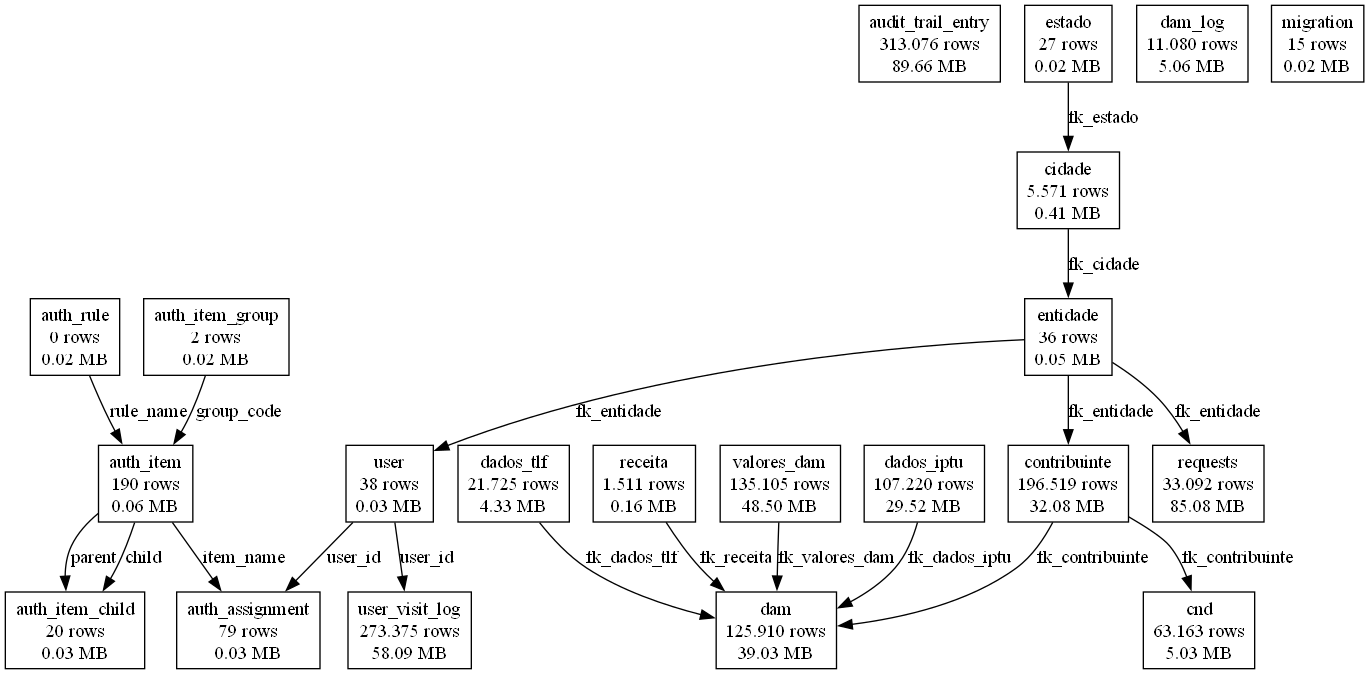 audit_trail_entry
313.076 rows
89.66 MB
estado
27 rows
0.02 MB
dam_log
11.080 rows
5.06 MB
migration
15 rows
0.02 MB
fk_estado
cidade
5.571 rows
0.41 MB
fk_cidade
auth_rule
0 rows
0.02 MB
auth_item_group
2 rows
0.02 MB
entidade
36 rows
0.05 MB
rule_name
group_code
fk_entidade
fk_entidade
fk_entidade
auth_item
190 rows
0.06 MB
user
38 rows
0.03 MB
dados_tlf
21.725 rows
4.33 MB
receita
1.511 rows
0.16 MB
valores_dam
135.105 rows
48.50 MB
dados_iptu
107.220 rows
29.52 MB
contribuinte
196.519 rows
32.08 MB
requests
33.092 rows
85.08 MB
parent
child
item_name
user_id
user_id
fk_dados_tlf
fk_receita
fk_valores_dam
fk_dados_iptu
fk_contribuinte
fk_contribuinte
auth_item_child
20 rows
0.03 MB
auth_assignment
79 rows
0.03 MB
user_visit_log
273.375 rows
58.09 MB
dam
125.910 rows
39.03 MB
cnd
63.163 rows
5.03 MB